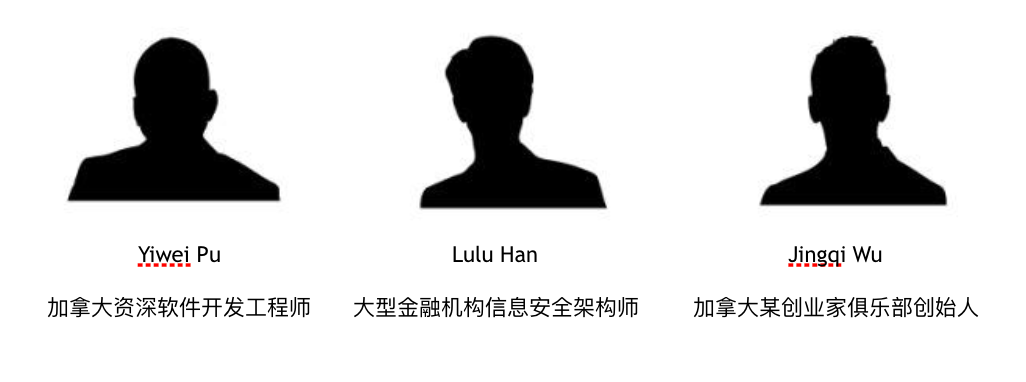 Yiwei Pu
Lulu Han
Jingqi Wu
加拿大资深软件开发工程师
大型金融机构信息安全架构师
加拿大某创业家俱乐部创始人